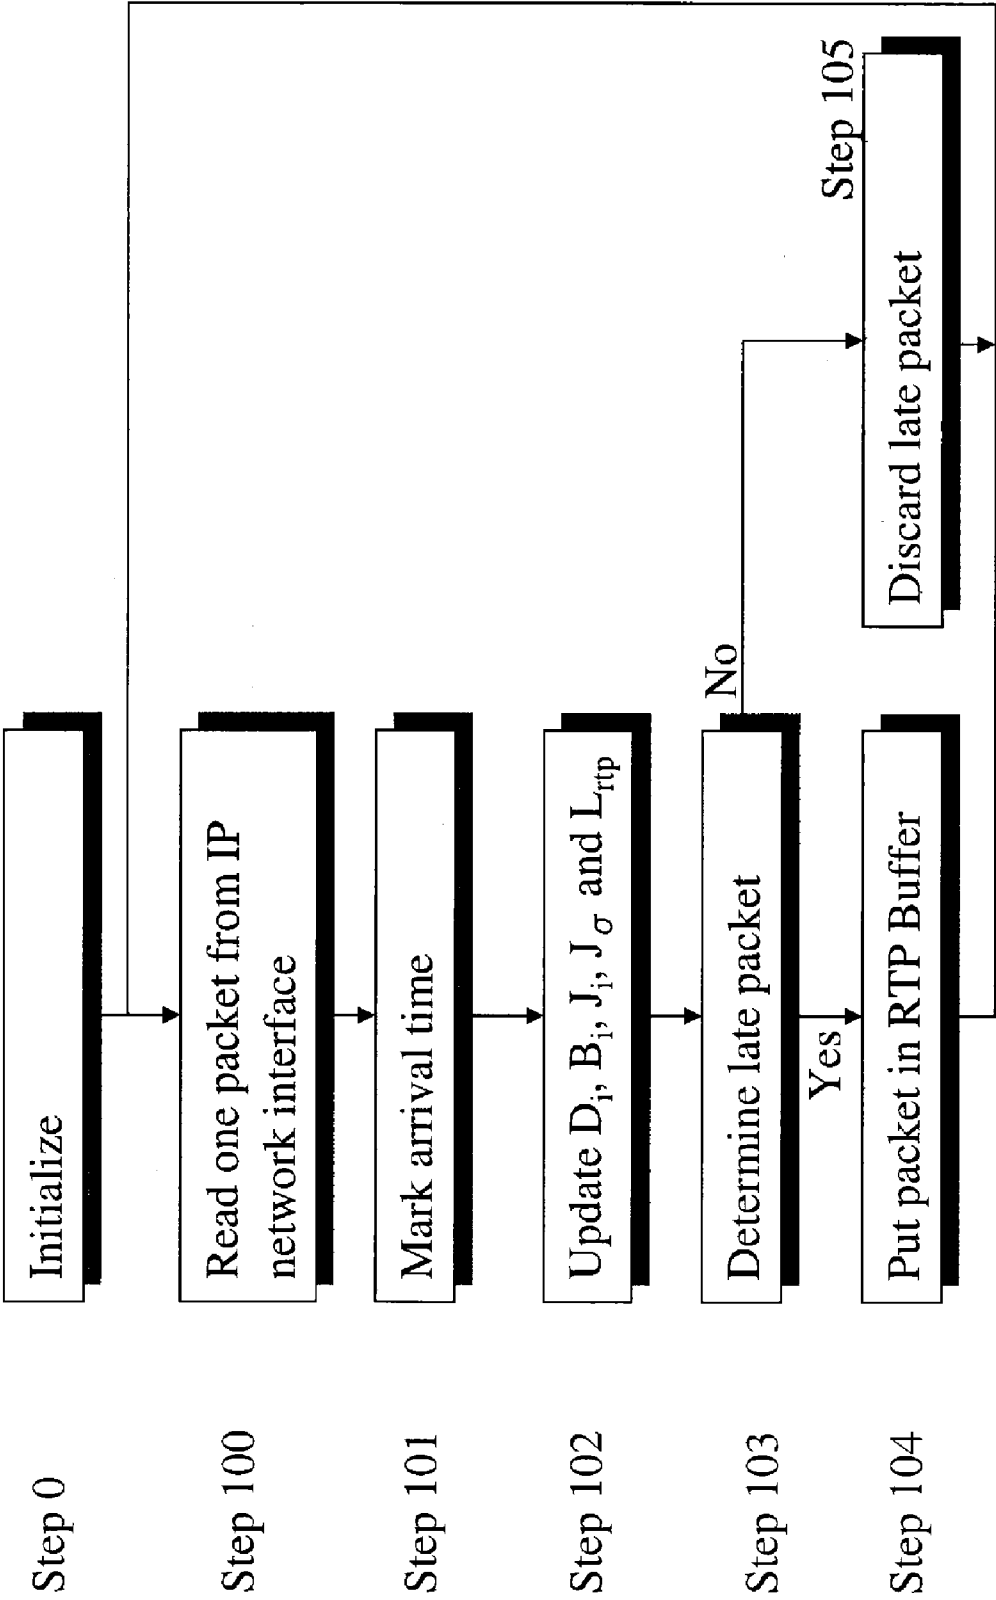 Step 0
Initialize
Step 100
Read one packet from IP
network interface
Step 101
Mark arrival time
Step 102
Update Di, Bi, Ji, Jσ and Lrtp
Step 103
Determine late packet
No
Yes
Step 104
Put packet in RTP Buffer
Step 105
Discard late packet